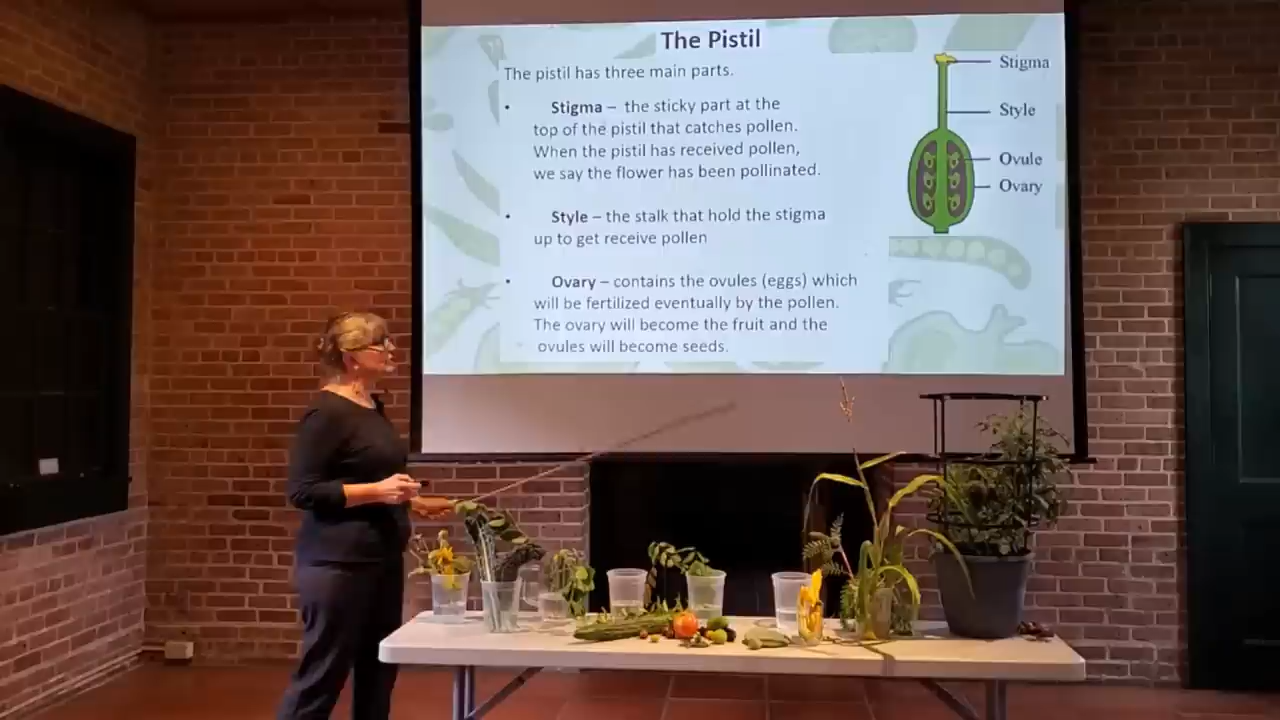 The Pistil
The pistil has three main parts.
• Stigma – the sticky part at the
top of the pistil that catches pollen.
When the pistil has received pollen,
we say the flower has been pollinated.
• Style – the stalk that hold the stigma
up to get receive pollen
• Ovary – contains the ovules (eggs) which
will be fertilized eventually by the pollen.
The ovary will become the fruit and the
ovules will become seeds.
Stigma
Style
Ovule
Ovary